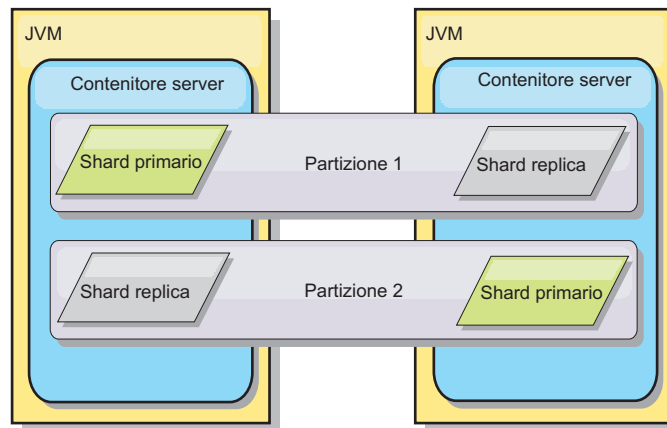 JVM
JVM
Contenitore server
Contenitore server
Shard primario
Partizione 1
Shard replica
Shard replica
Partizione 2
Shard primario